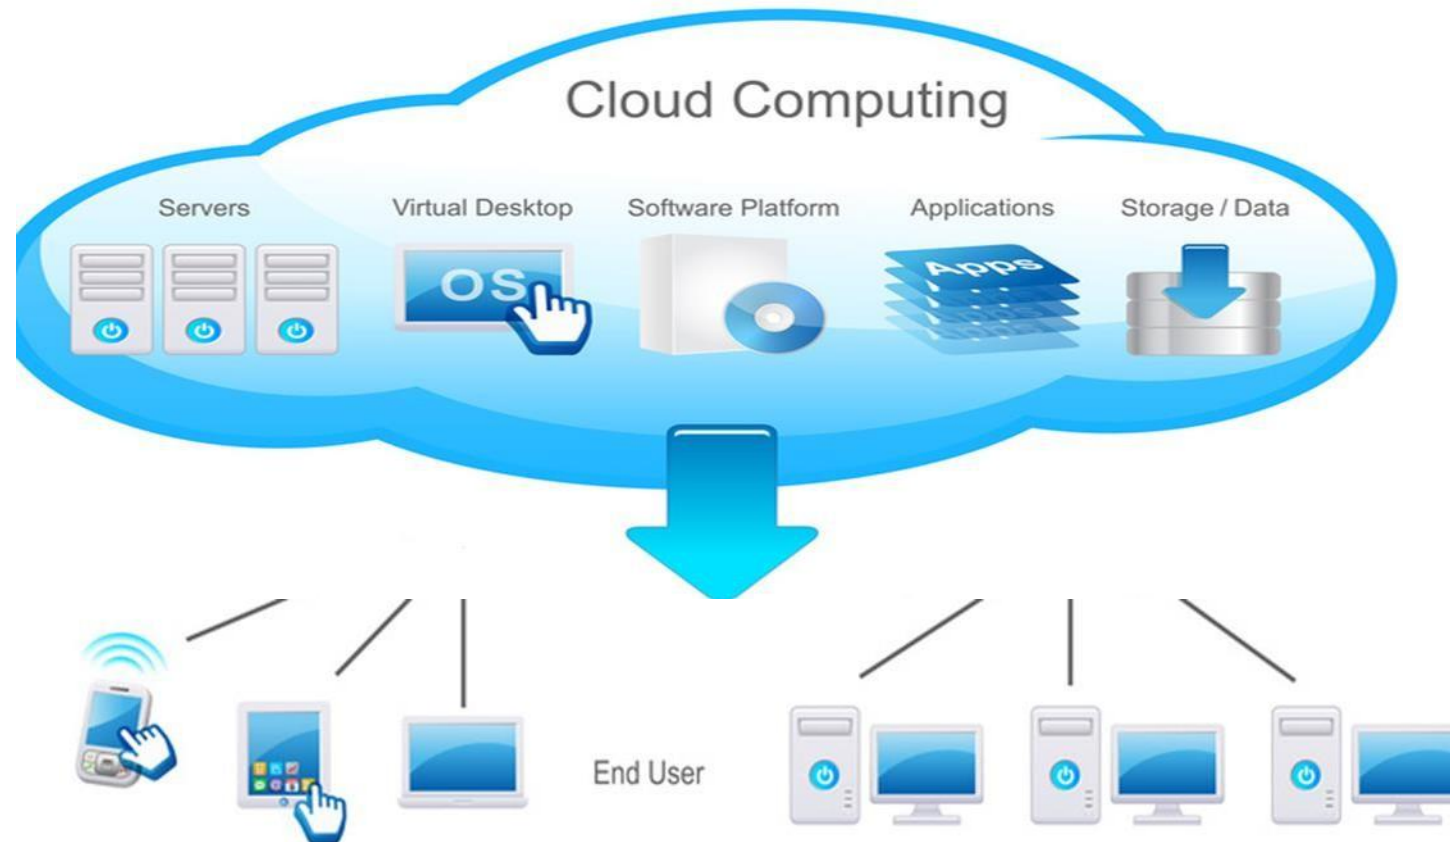 Cloud Computing
Servers
Virtual Desktop
Software Platform
Applications
Storage / Data
OS
Apps
End User